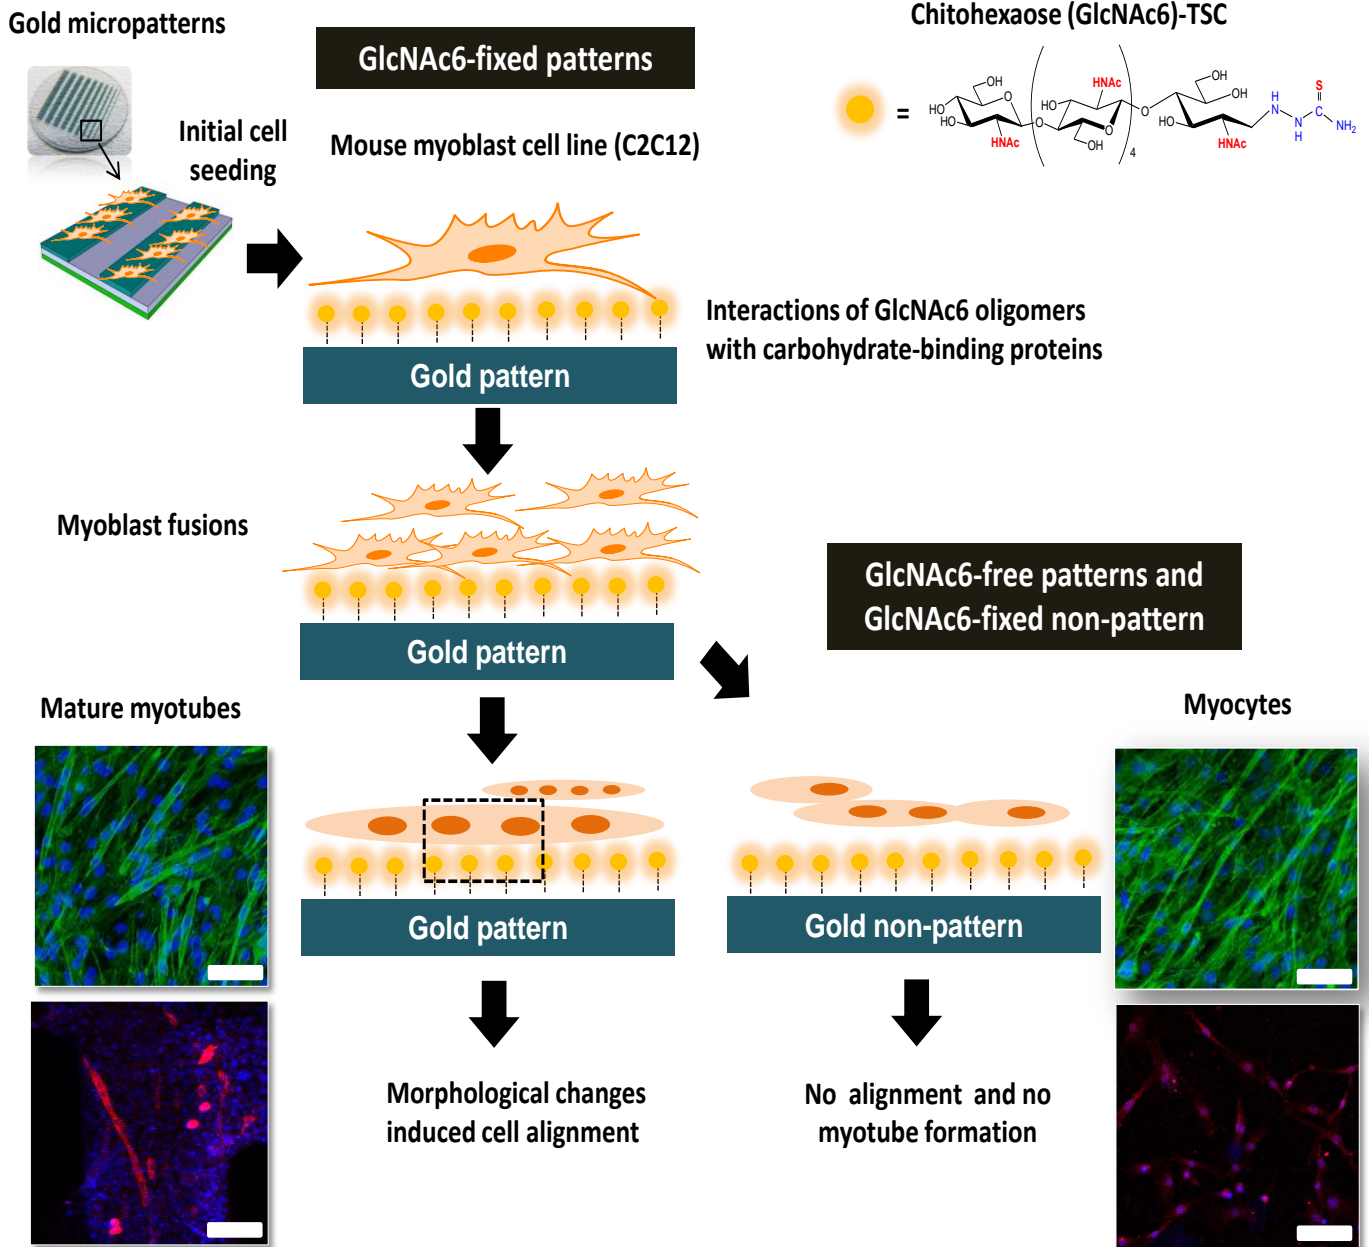 Gold micropatterns
GlcNAc6-fixed patterns
Chitohexaose (GlcNAc6)-TSC
Initial cell
seeding
Mouse myoblast cell line (C2C12)
=
OH
HO
HO
O
HNAc
O
HNAc
HO
O
O
OH
4
O
OH
OH
HO
HNAc
H
N
N
H
S
C
NH2
Interactions of GlcNAc6 oligomers
with carbohydrate-binding proteins
Gold pattern
Myoblast fusions
GlcNAc6-free patterns and
GlcNAc6-fixed non-pattern
Gold pattern
Mature myotubes
Myocytes
Gold pattern
Gold non-pattern
Morphological changes
induced cell alignment
No alignment and no
myotube formation